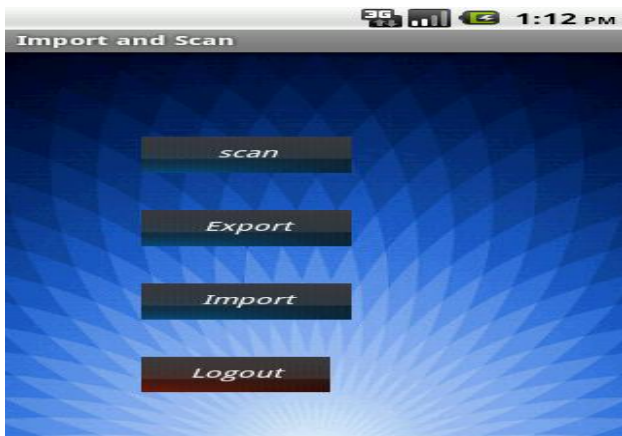 3G 1:12 PM
Import and Scan
scan
Export
Import
Logout